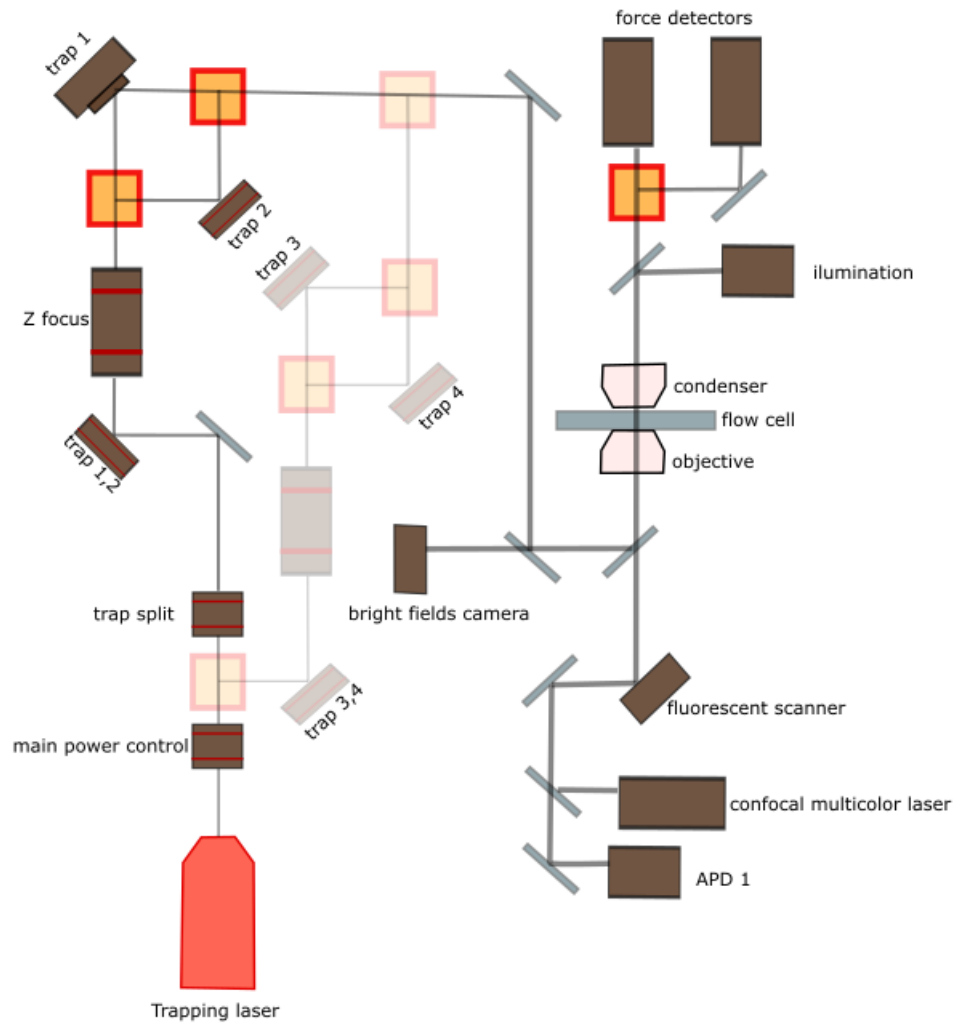 force detectors
trap 1
trap 2
trap 3
ilumination
Z focus
condenser
trap 4
flow cell
trap 1,2
objective
trap split
bright fields camera
trap 3,4
fluorescent scanner
main power control
confocal multicolor laser
APD 1
Trapping laser